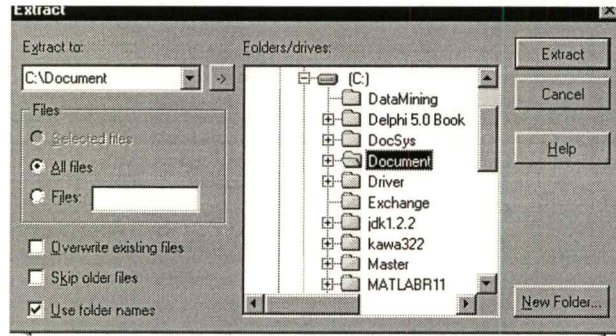 Extract
Extract to:
C:\Document
->
Files
Selected files
All files
Files:
Overwrite existing files
Skip older files
Use folder names
Folders/drives:
(C:)
DataMining
Delphi 5.0 Book
DocSys
Document
Driver
Exchange
jdk1.2.2
kawa322
Master
MATLABR11
Extract
Cancel
Help
New Folder...